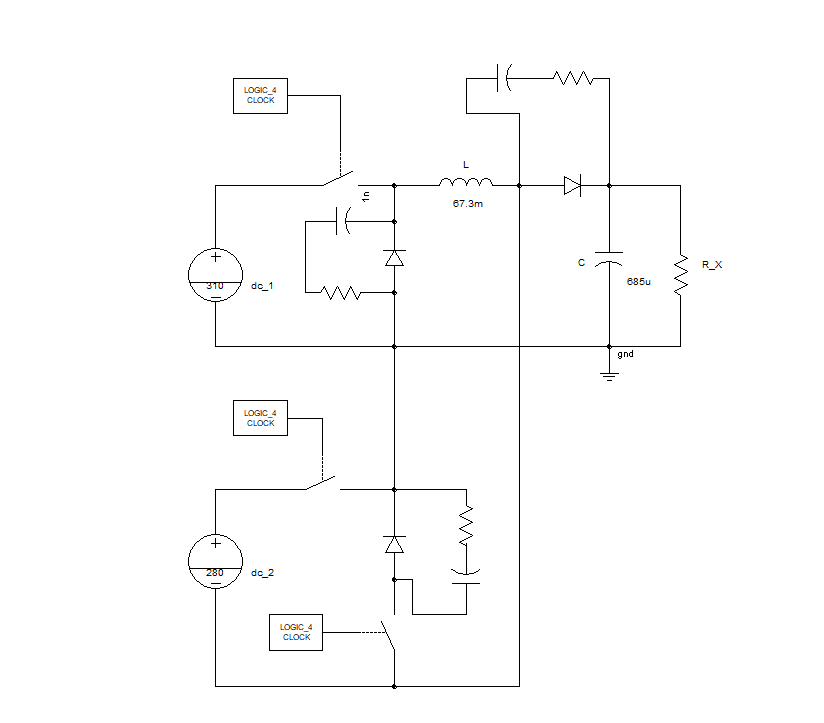 LOGIC_4
CLOCK
L
1n
67.3m
+
310
dc_1
C
685u
R_X
gnd
LOGIC_4
CLOCK
+
280
dc_2
LOGIC_4
CLOCK